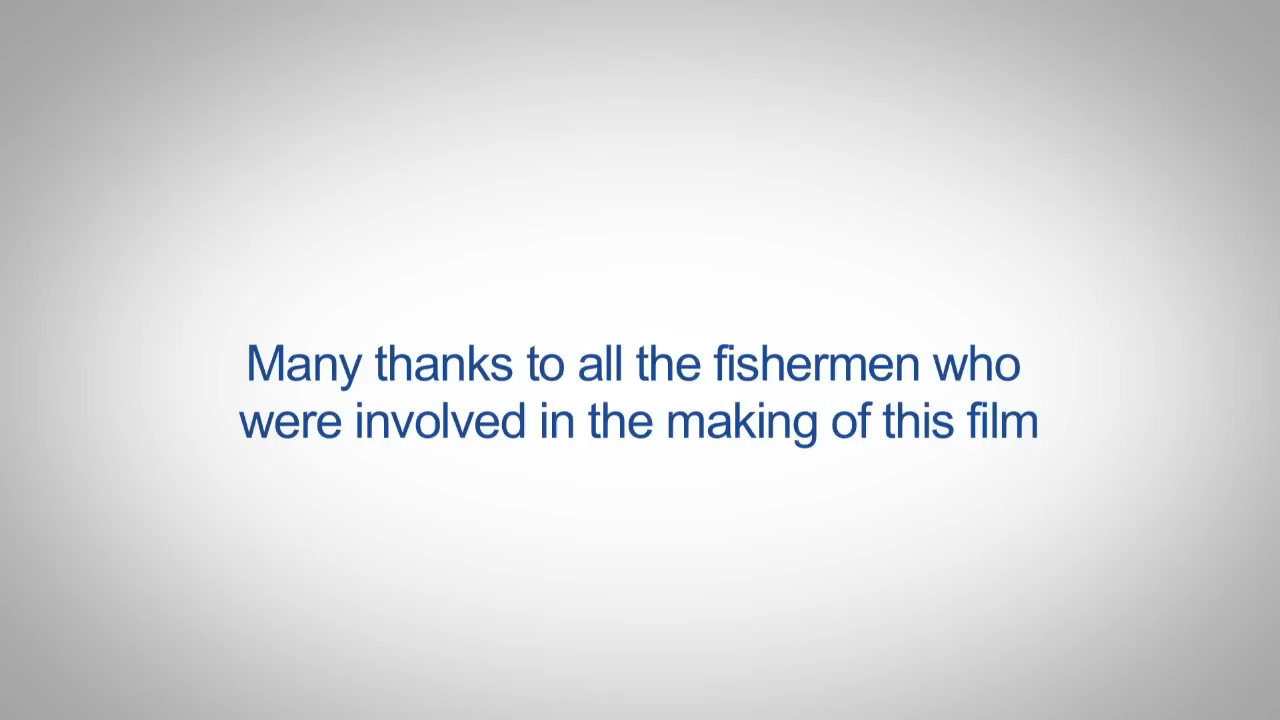 Many thanks to all the fishermen who
were involved in the making of this film